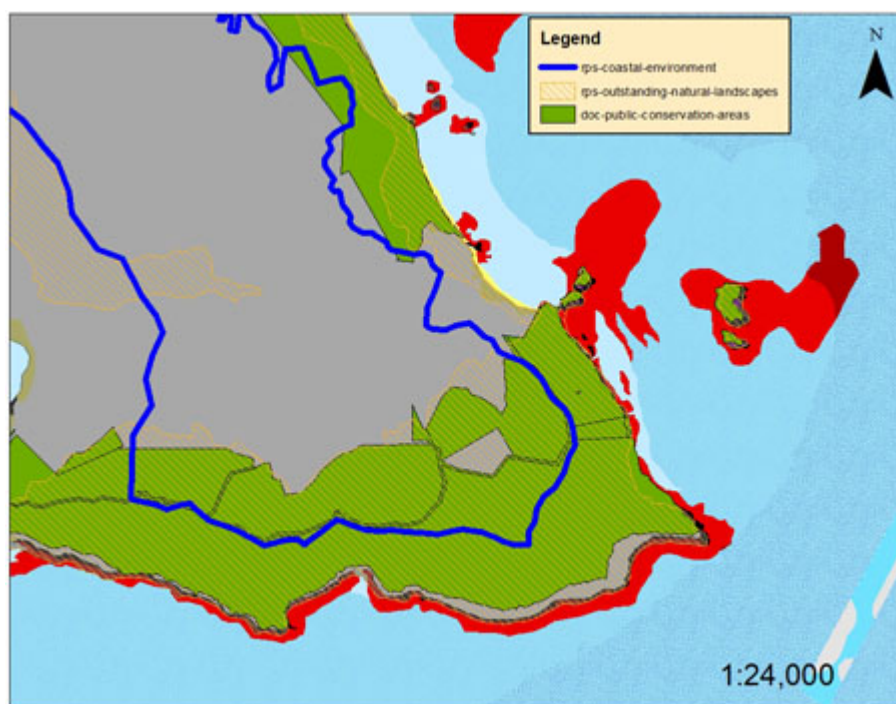 Legend
N
rps-coastal-environment
rps-outstanding-natural-landscapes
doc-public-conservation-areas
1:24,000